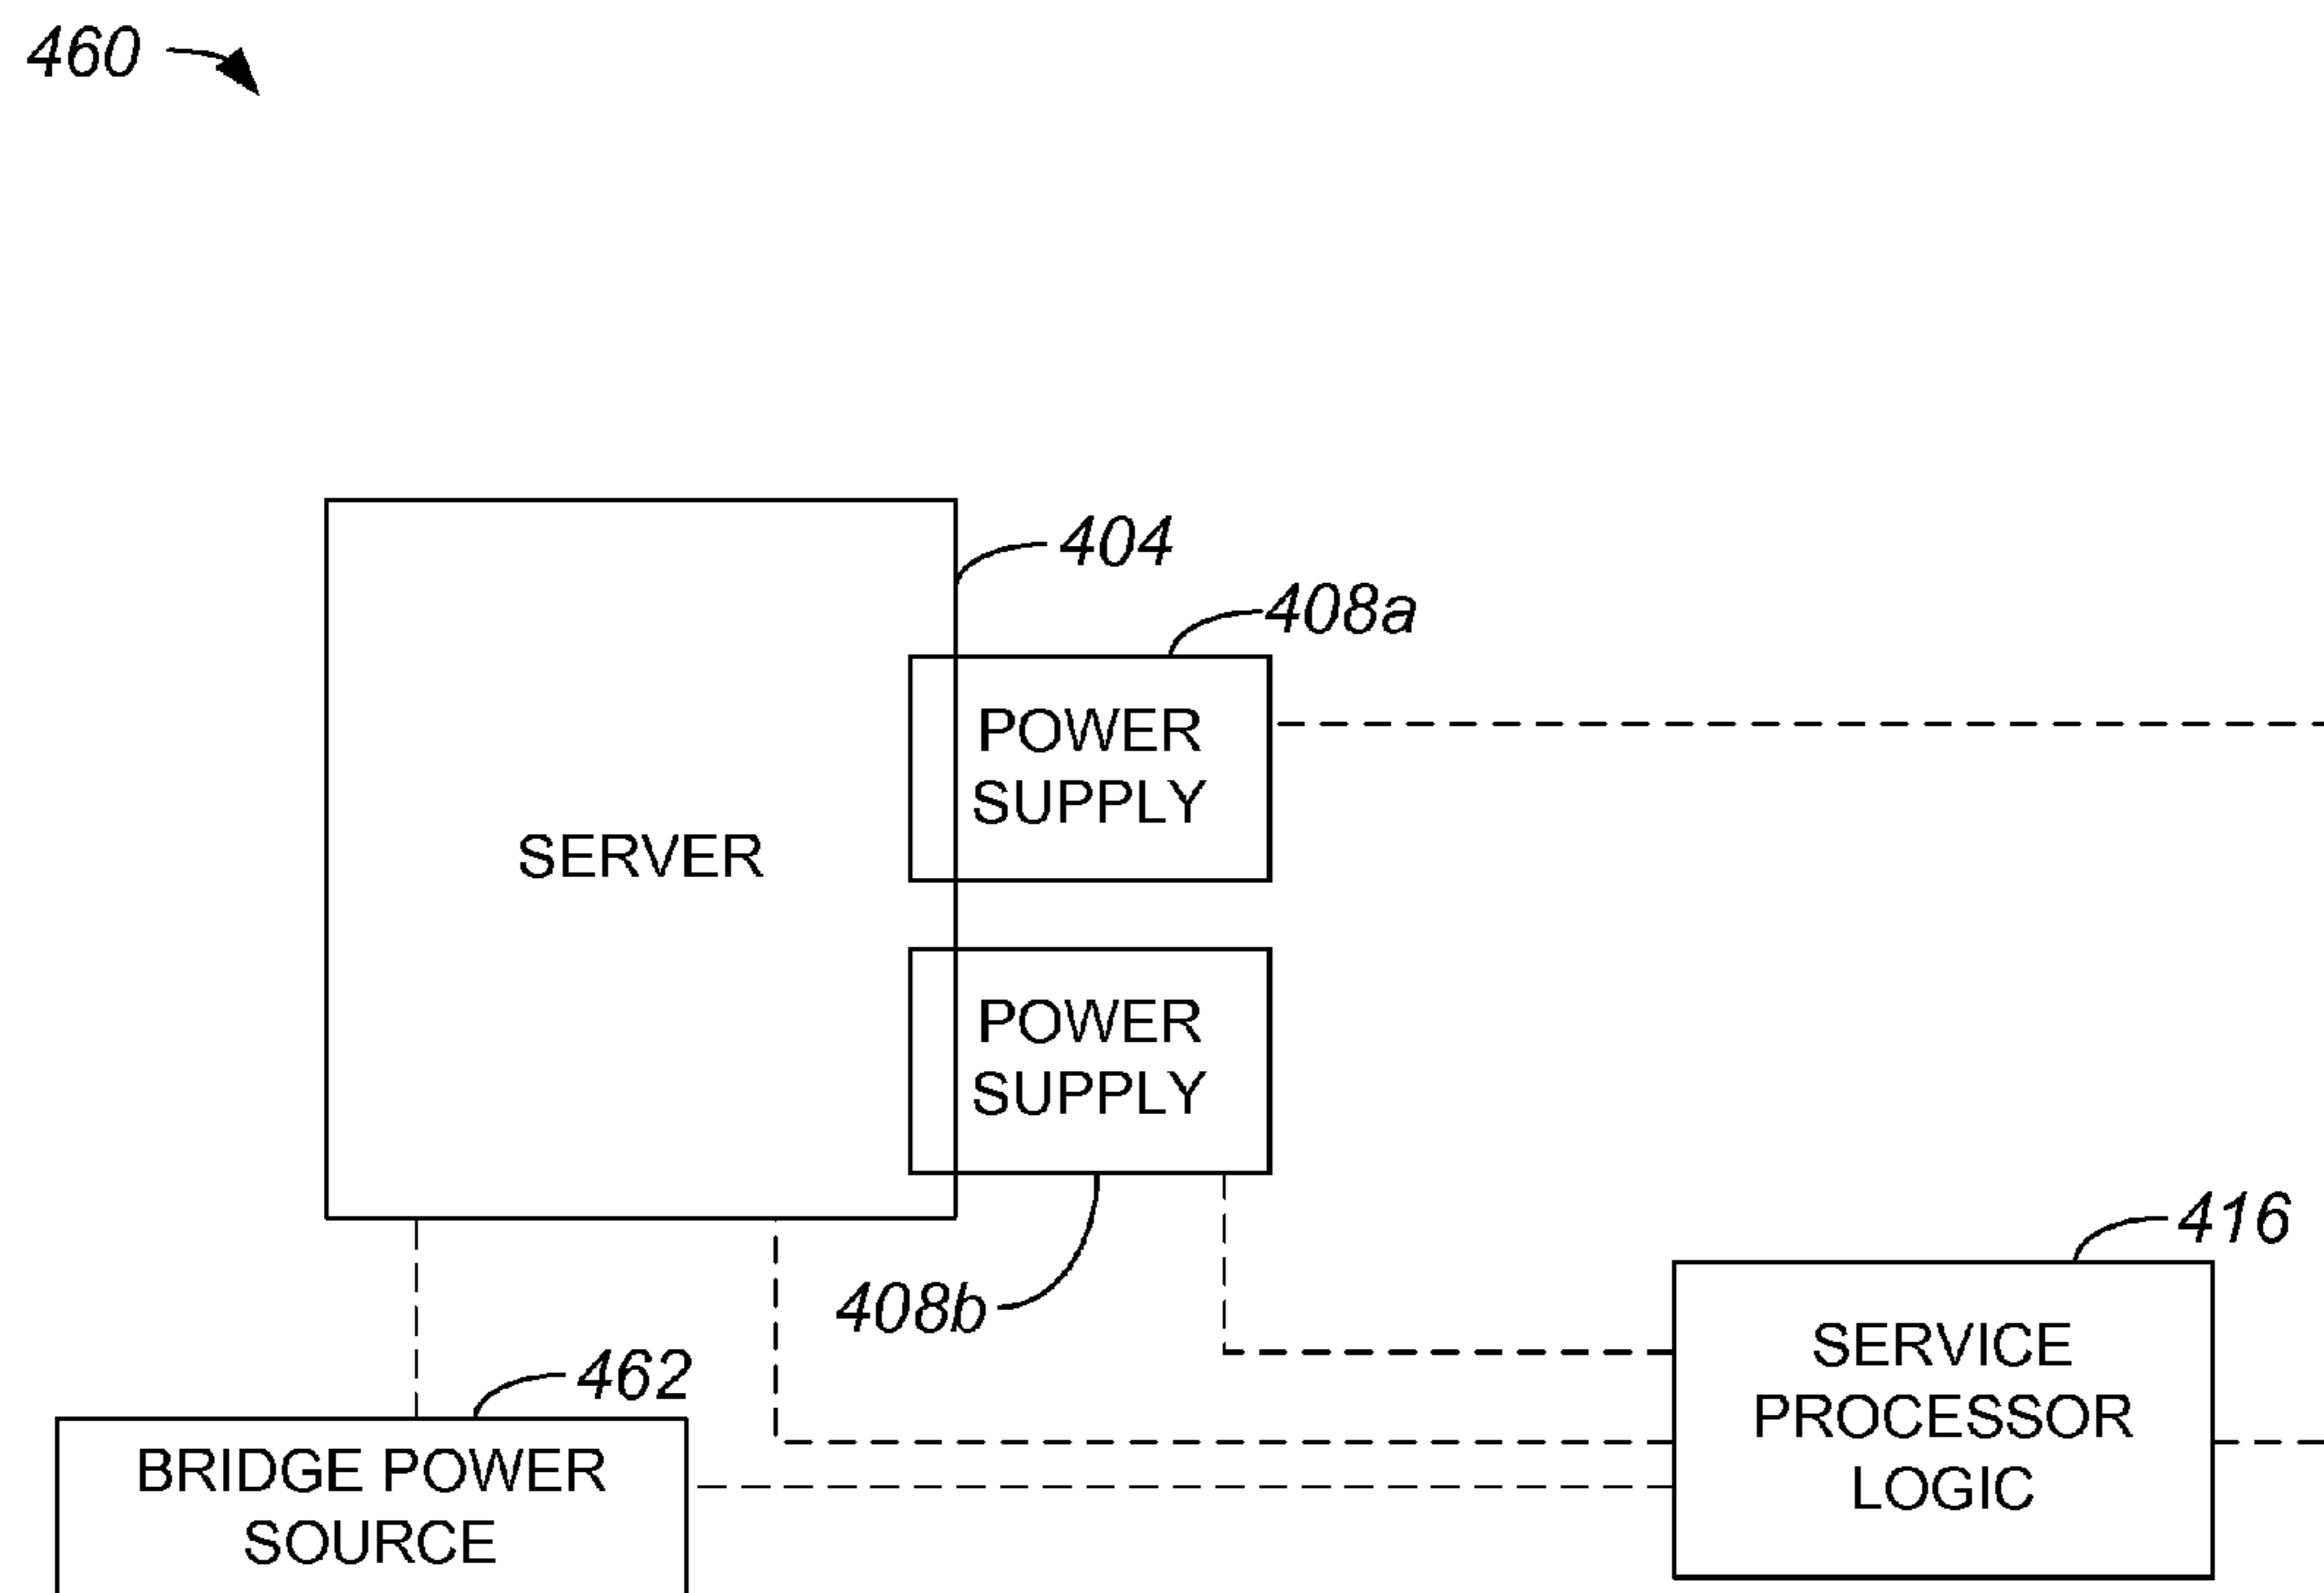 460
404
408a
POWER
SUPPLY
SERVER
POWER
SUPPLY
408b
416
SERVICE
PROCESSOR
LOGIC
462
BRIDGE POWER
SOURCE